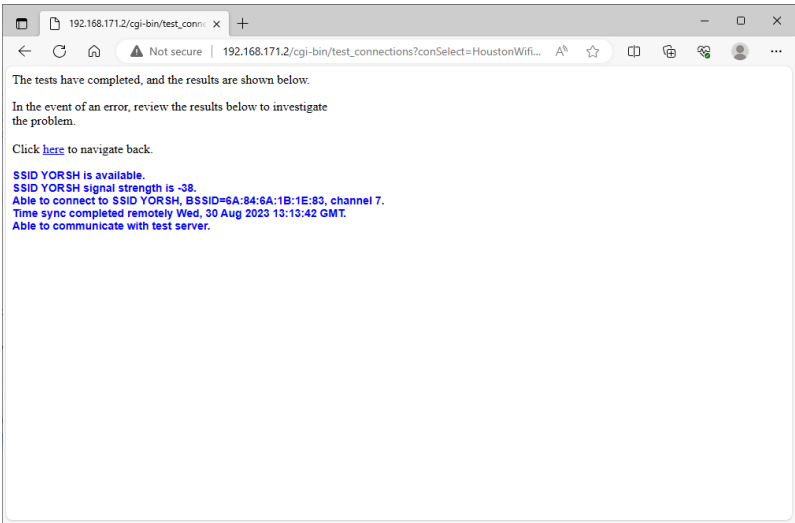 192.168.171.2/cgi-bin/test_conne
Not secure | 192.168.171.2/cgi-bin/test_connections?conSelect=HoustonWifi...
The tests have completed, and the results are shown below.
In the event of an error, review the results below to investigate
the problem.
Click here to navigate back.
SSID YORSH is available.
SSID YORSH signal strength is -38.
Able to connect to SSID YORSH, BSSID=6A:84:6A:1B:1E:83, channel 7.
Time sync completed remotely Wed, 30 Aug 2023 13:13:42 GMT.
Able to communicate with test server.